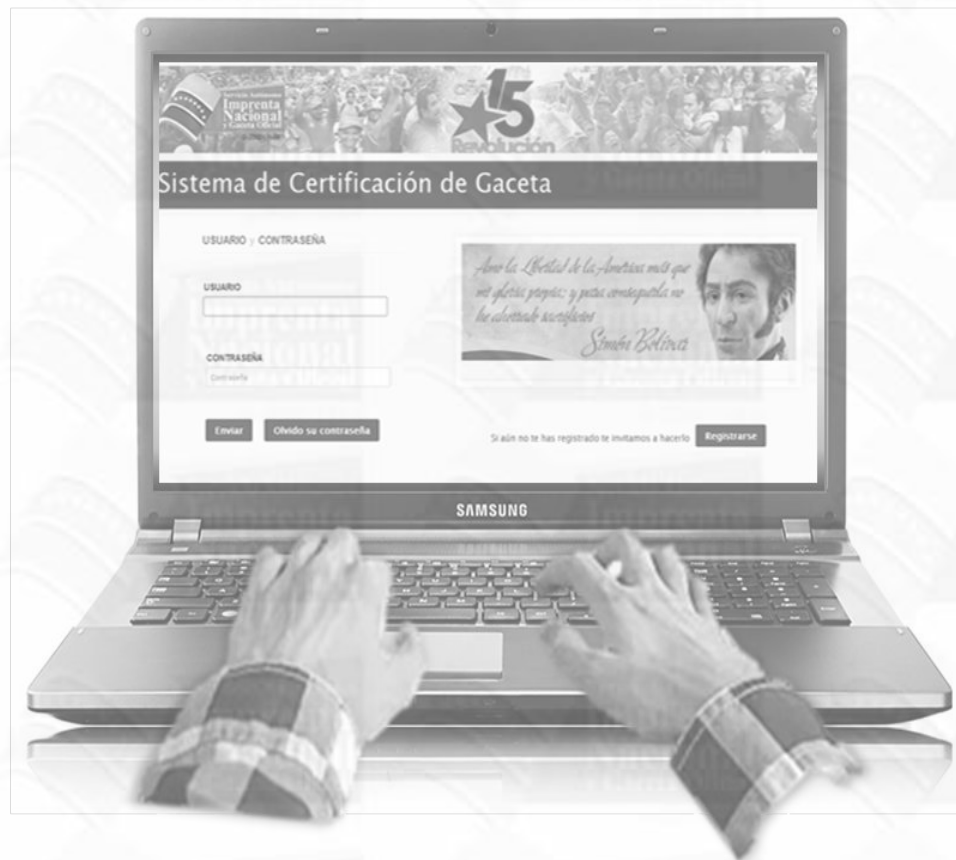 Servicio Autónomo
Imprenta
Nacional
y Gaceta Oficial
15
Revolución
Sistema de Certificación de Gaceta
USUARIO y CONTRASEÑA
USUARIO
CONTRASEÑA
Contraseña
Enviar
Olvido su contraseña
Amo la Libertad de la América más que
mi gloria propia; y para conseguirla no
he ahorrado sacrificios
Simón Bolívar
Si aún no te has registrado te invitamos a hacerlo
Registrarse
SAMSUNG